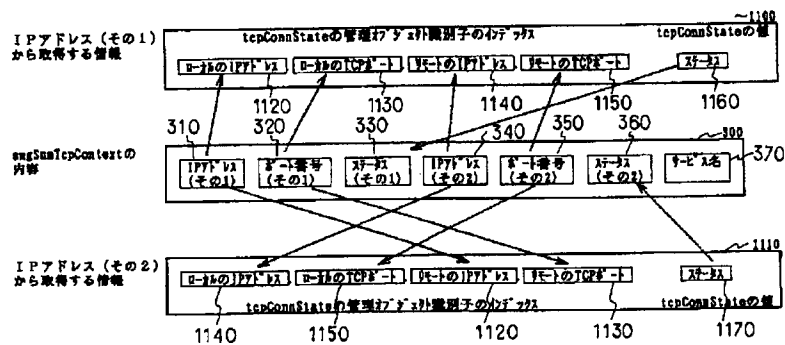 1100
IPアドレス(その1)
から取得する情報
tcpConnStateの管理オブジェクト識別子のインデックス
tcpConnStateの値
ローカルのIPアドレス
ローカルのTCPポート
リモートのIPアドレス
リモートのTCPポート
ステータス
1120
1130
1140
1150
1160
310
320
330
340
350
360
300
smgSumTcpContextの
内容
IPアドレス
(その1)
ポート番号
(その1)
ステータス
(その1)
IPアドレス
(その2)
ポート番号
(その2)
ステータス
(その2)
サービス名
370
1110
IPアドレス(その2)
から取得する情報
ローカルのIPアドレス
ローカルのTCPポート
リモートのIPアドレス
リモートのTCPポート
ステータス
tcpConnStateの管理オブジェクト識別子のインデックス
tcpConnStateの値
1140
1150
1120
1130
1170